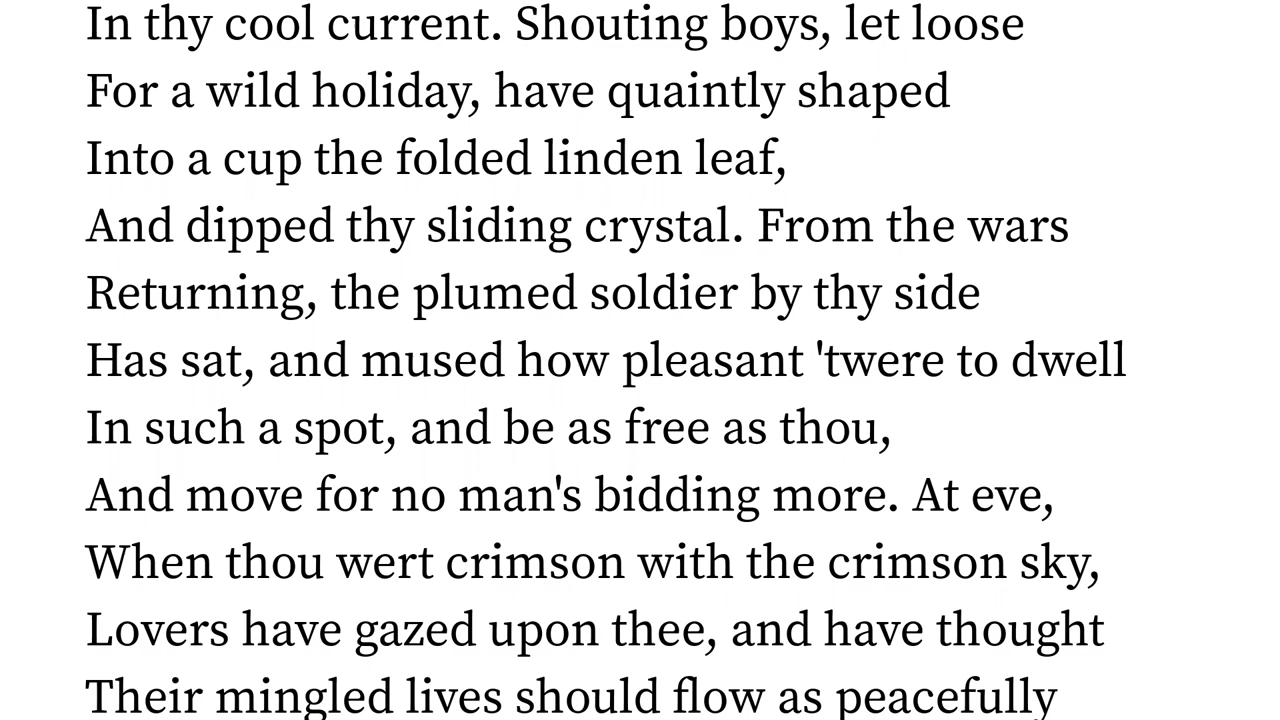 In thy cool current. Shouting boys, let loose
For a wild holiday, have quaintly shaped
Into a cup the folded linden leaf,
And dipped thy sliding crystal. From the wars
Returning, the plumed soldier by thy side
Has sat, and mused how pleasant 'twere to dwell
In such a spot, and be as free as thou,
And move for no man's bidding more. At eve,
When thou wert crimson with the crimson sky,
Lovers have gazed upon thee, and have thought
Their mingled lives should flow as peacefully